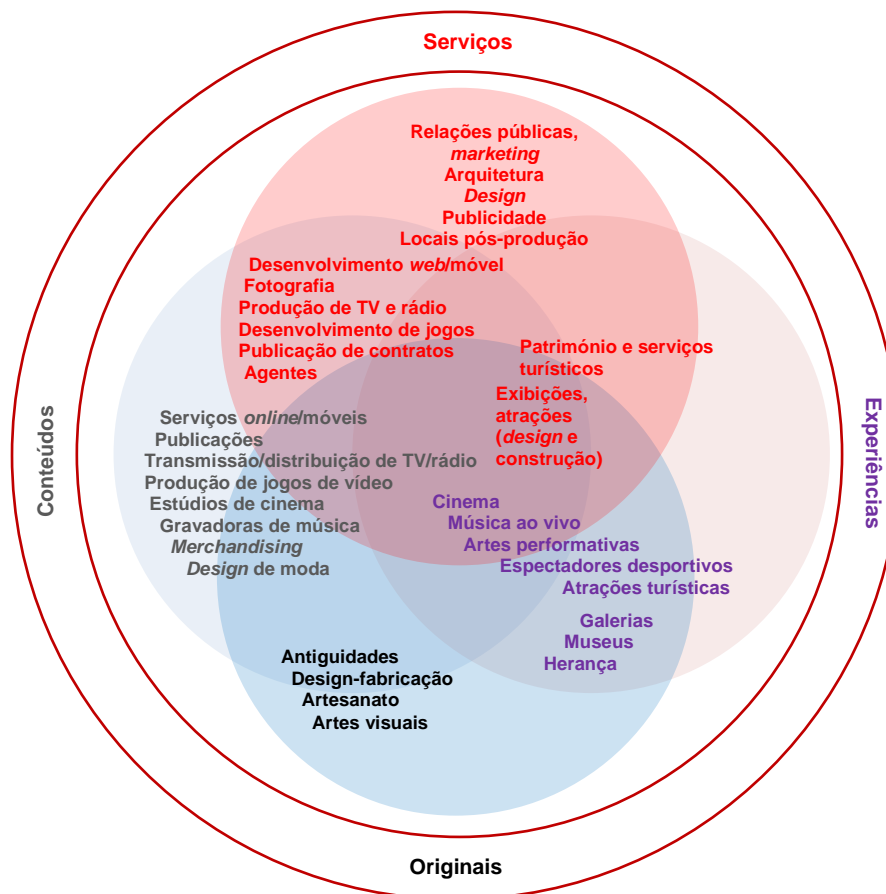 Serviços
Relações públicas,
marketing
Arquitetura
Design
Publicidade
Locais pós-produção
Desenvolvimento web/móvel
Fotografia
Produção de TV e rádio
Desenvolvimento de jogos
Publicação de contratos
Agentes
Património e serviços
turísticos
Exibições,
atrações
(design e
construção)
Conteúdos
Serviços online/móveis
Publicações
Transmissão/distribuição de TV/rádio
Produção de jogos de vídeo
Estúdios de cinema
Gravadoras de música
Merchandising
Design de moda
Experiências
Cinema
Música ao vivo
Artes performativas
Espectadores desportivos
Atrações turísticas
Galerias
Museus
Herança
Antiguidades
Design-fabricação
Artesanato
Artes visuais
Originais